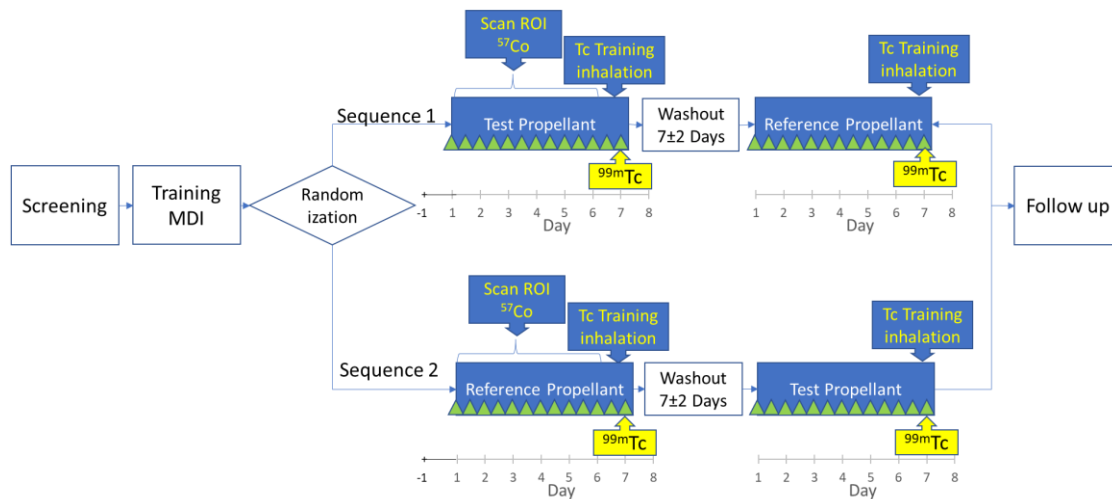 Scan ROI
⁵⁷Co
Tc Training
inhalation
Tc Training
inhalation
Sequence 1
Test Propellant
Washout
7±2 Days
Reference Propellant
⁹⁹ᵐTc
⁹⁹ᵐTc
Screening
Training
MDI
Random
ization
-1 1 2 3 4 5 6 7 8
Day
1 2 3 4 5 6 7 8
Day
Follow up
Scan ROI
⁵⁷Co
Tc Training
inhalation
Tc Training
inhalation
Sequence 2
Reference Propellant
Washout
7±2 Days
Test Propellant
⁹⁹ᵐTc
⁹⁹ᵐTc
-1 1 2 3 4 5 6 7 8
Day
1 2 3 4 5 6 7 8
Day